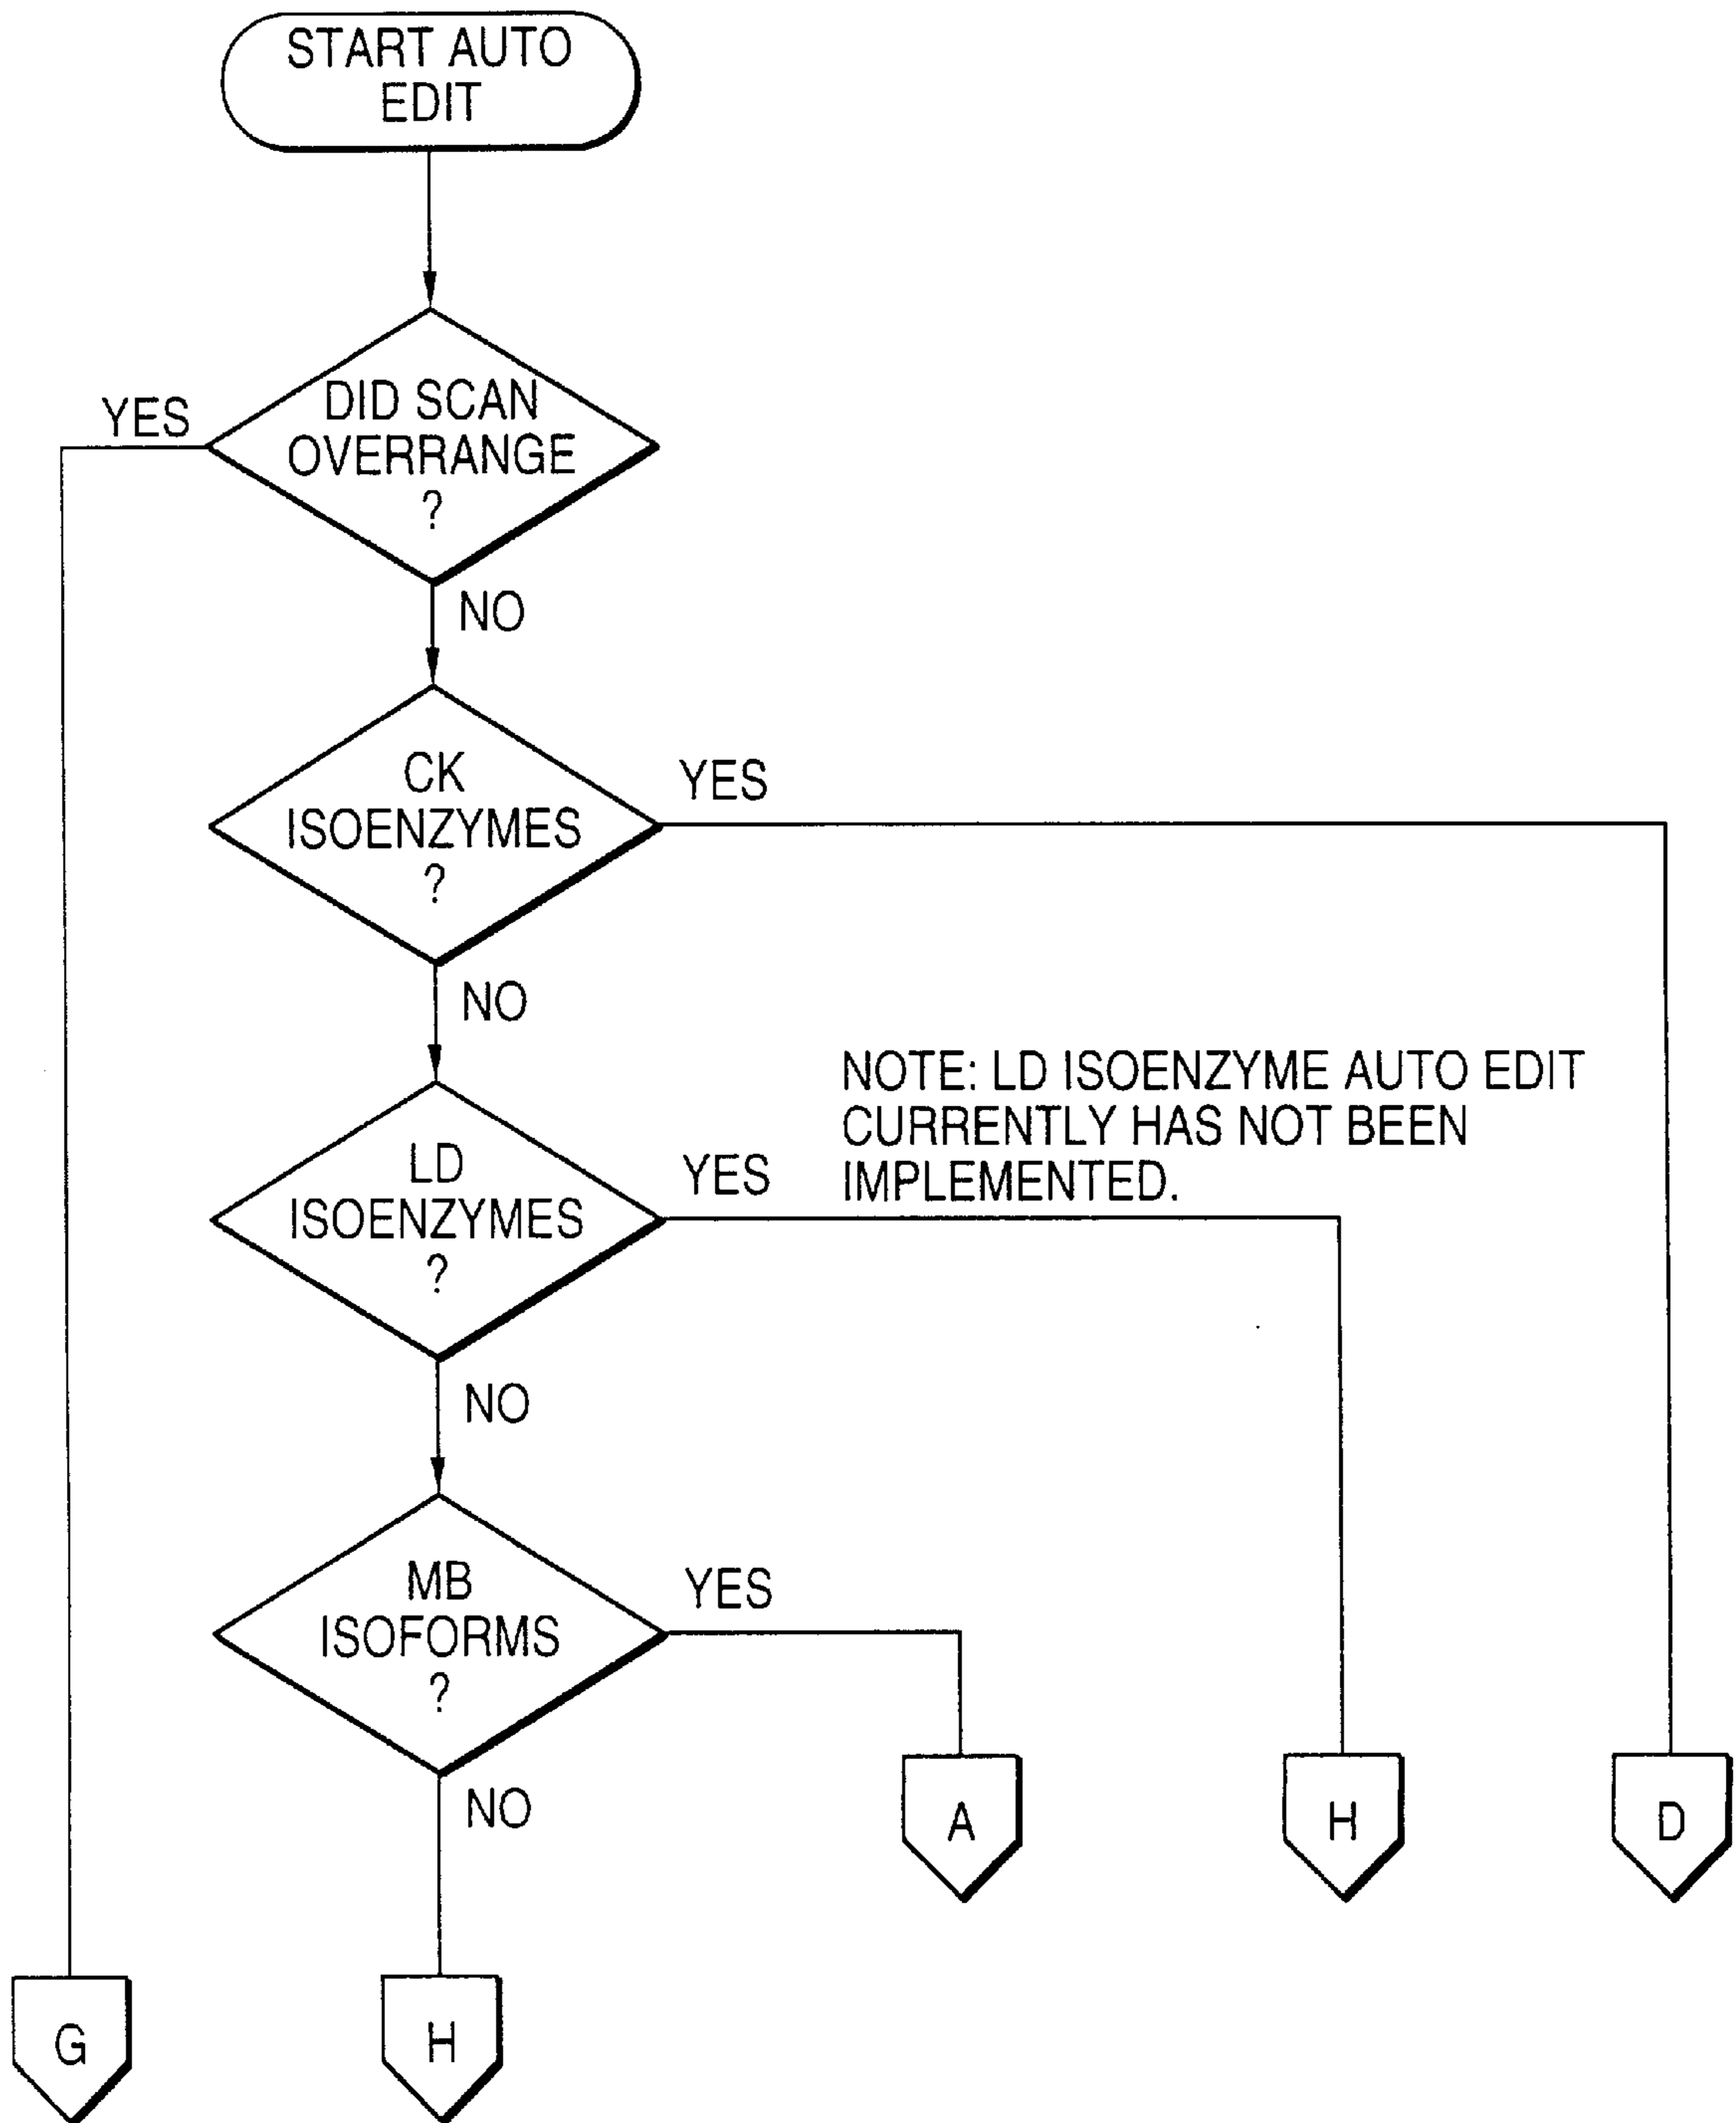 START AUTO
EDIT
DID SCAN
OVERRANGE
?
YES
NO
CK
ISOENZYMES
?
YES
NO
LD
ISOENZYMES
?
YES
NOTE: LD ISOENZYME AUTO EDIT
CURRENTLY HAS NOT BEEN
IMPLEMENTED.
NO
MB
ISOFORMS
?
YES
NO
A
H
D
G
H